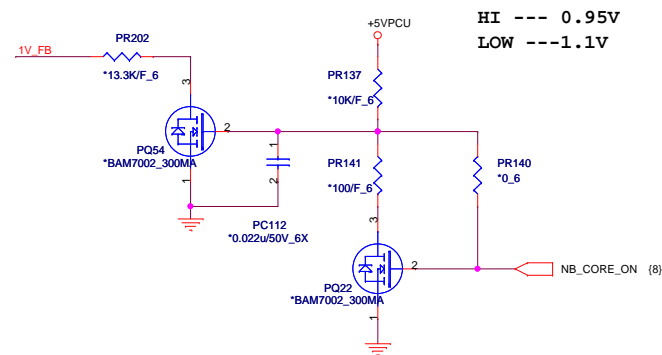 HI --- 0.95V
LOW ---1.1V
+5VPCU
PR202
1V_FB
*13.3K/F_6
PR137
*10K/F_6
3
2
PQ54
*BAM7002_300MA
1
1
2
PC112
*0.022u/50V_6X
PR141
*100/F_6
PR140
*0_6
3
2
PQ22
*BAM7002_300MA
1
NB_CORE_ON {8}